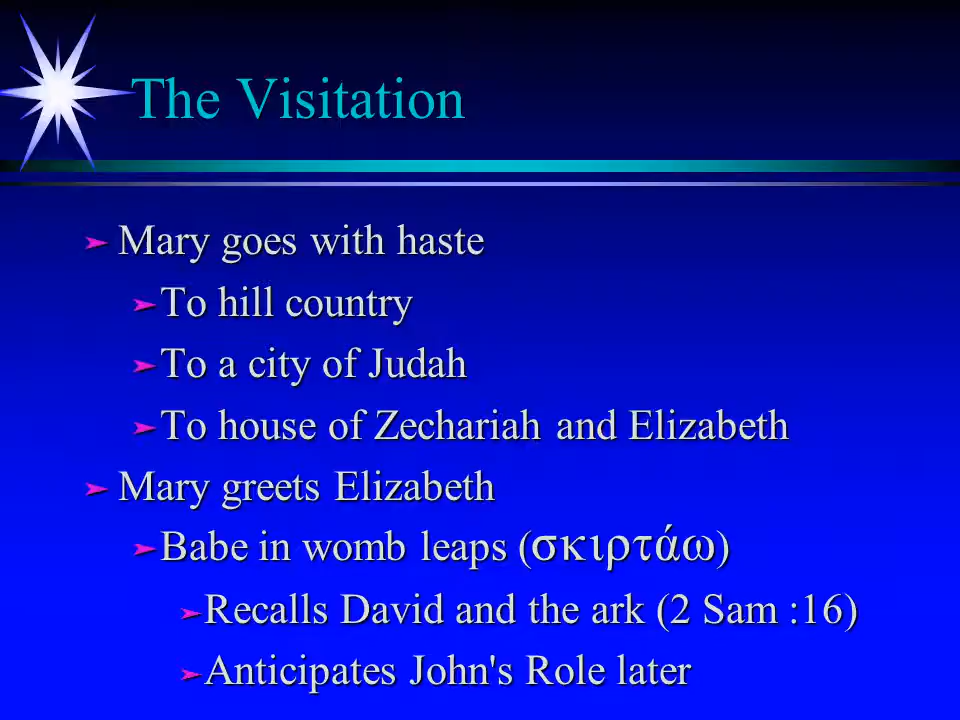 The Visitation
Mary goes with haste
To hill country
To a city of Judah
To house of Zechariah and Elizabeth
Mary greets Elizabeth
Babe in womb leaps (σκιρτάω)
Recalls David and the ark (2 Sam :16)
Anticipates John's Role later